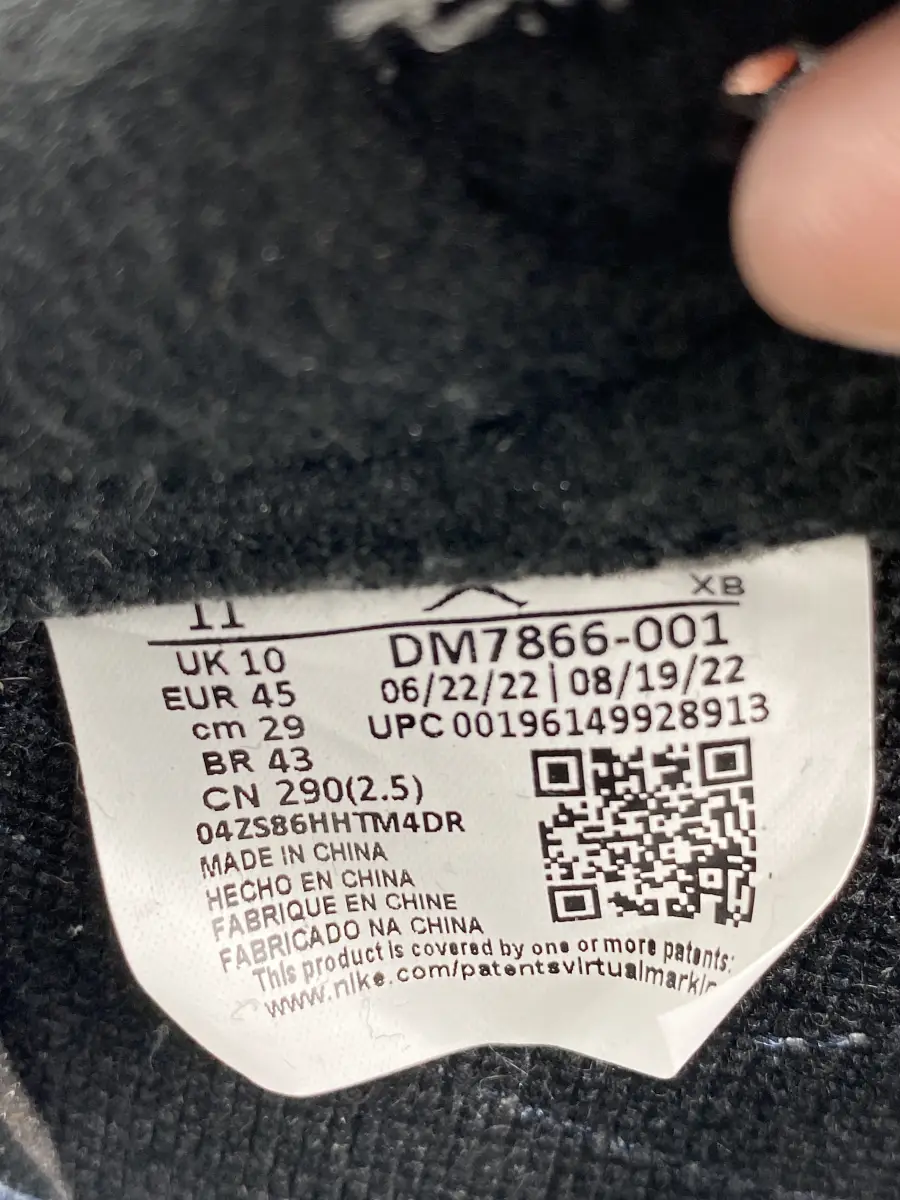 11
XB
UK 10
EUR 45
cm 29
BR 43
CN 290(2.5)
04ZS86HHTM4DR
DM7866-001
06/22/22 | 08/19/22
UPC 00196149928913
MADE IN CHINA
HECHO EN CHINA
FABRIQUE EN CHINE
FABRICADO NA CHINA
This product is covered by one or more patents:
www.nike.com/patentsvirtualmarkin